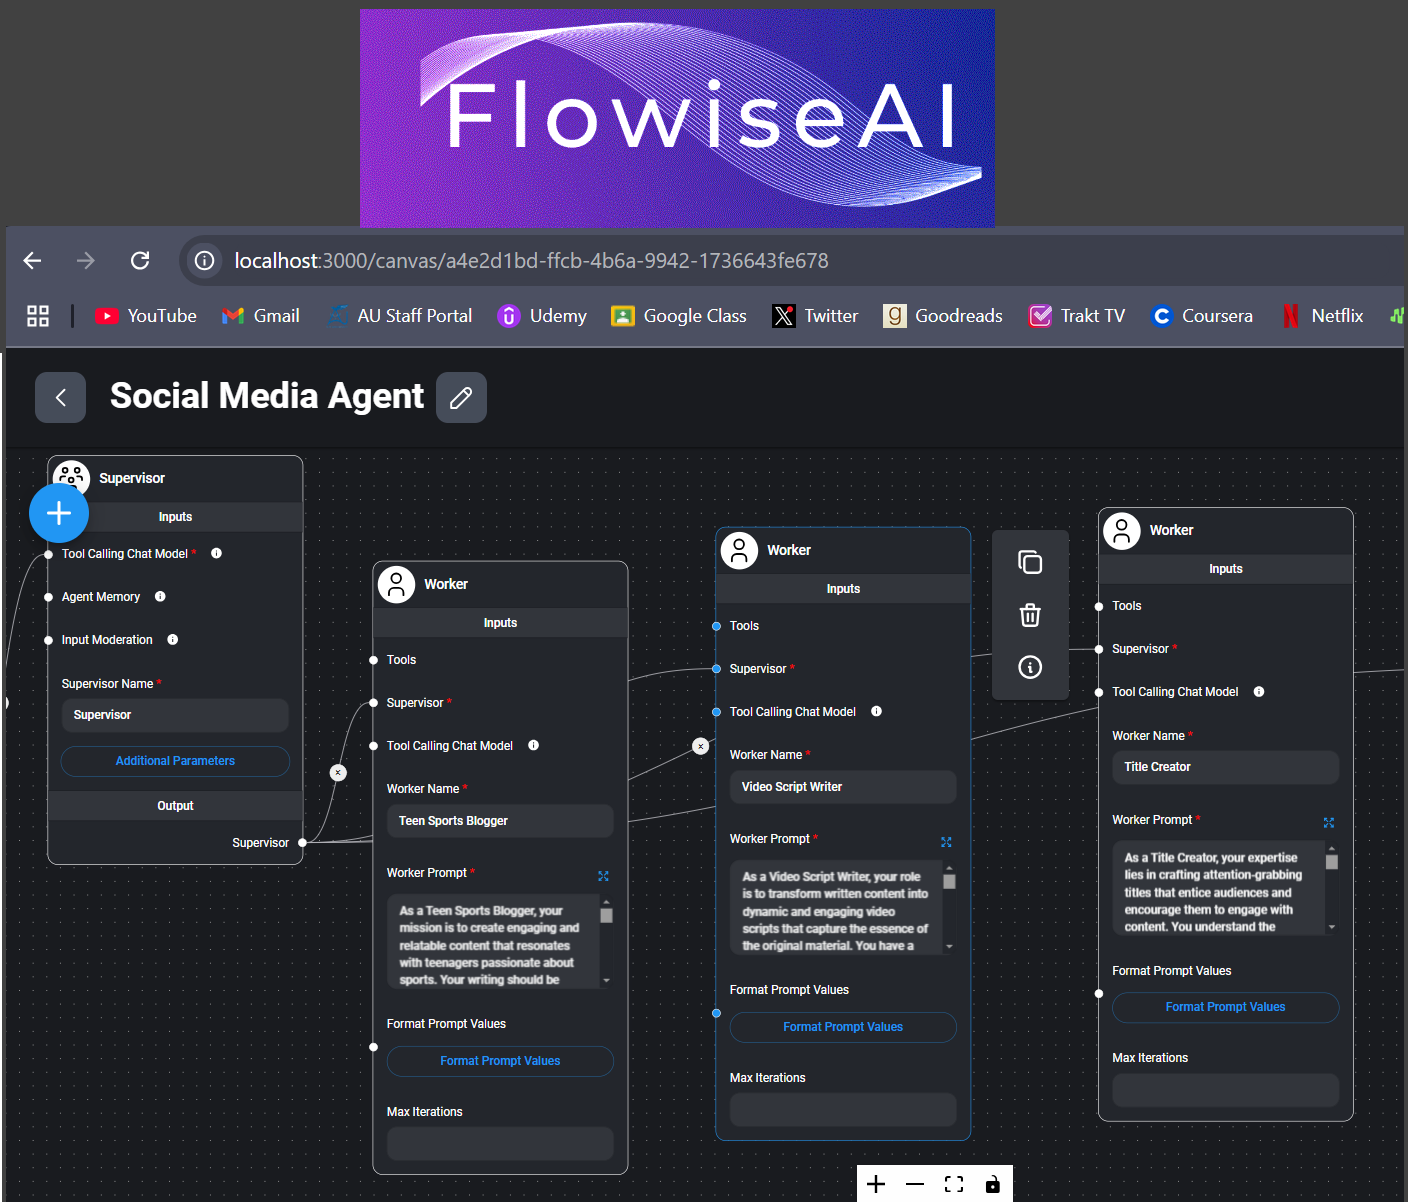 FlowiseAI
localhost:3000/canvas/a4e2d1bd-ffcb-4b6a-9942-1736643fe678
YouTube Gmail AU Staff Portal Udemy Google Class Twitter Goodreads Trakt TV Coursera Netflix
Social Media Agent
Supervisor
Inputs
Tool Calling Chat Model *
Agent Memory
Input Moderation
Supervisor Name *
Supervisor
Additional Parameters
Output
Supervisor
Worker
Inputs
Tools
Supervisor *
Tool Calling Chat Model
Worker Name *
Teen Sports Blogger
Worker Prompt *
As a Teen Sports Blogger, your
mission is to create engaging and
relatable content that resonates
with teenagers passionate about
sports. Your writing should be
Format Prompt Values
Format Prompt Values
Max Iterations
Worker
Inputs
Tools
Supervisor *
Tool Calling Chat Model
Worker Name *
Video Script Writer
Worker Prompt *
As a Video Script Writer, your role
is to transform written content into
dynamic and engaging video
scripts that capture the essence of
the original material. You have a
Format Prompt Values
Format Prompt Values
Max Iterations
Worker
Inputs
Tools
Supervisor *
Tool Calling Chat Model
Worker Name *
Title Creator
Worker Prompt *
As a Title Creator, your expertise
lies in crafting attention-grabbing
titles that entice audiences and
encourage them to engage with
content. You understand the
Format Prompt Values
Format Prompt Values
Max Iterations